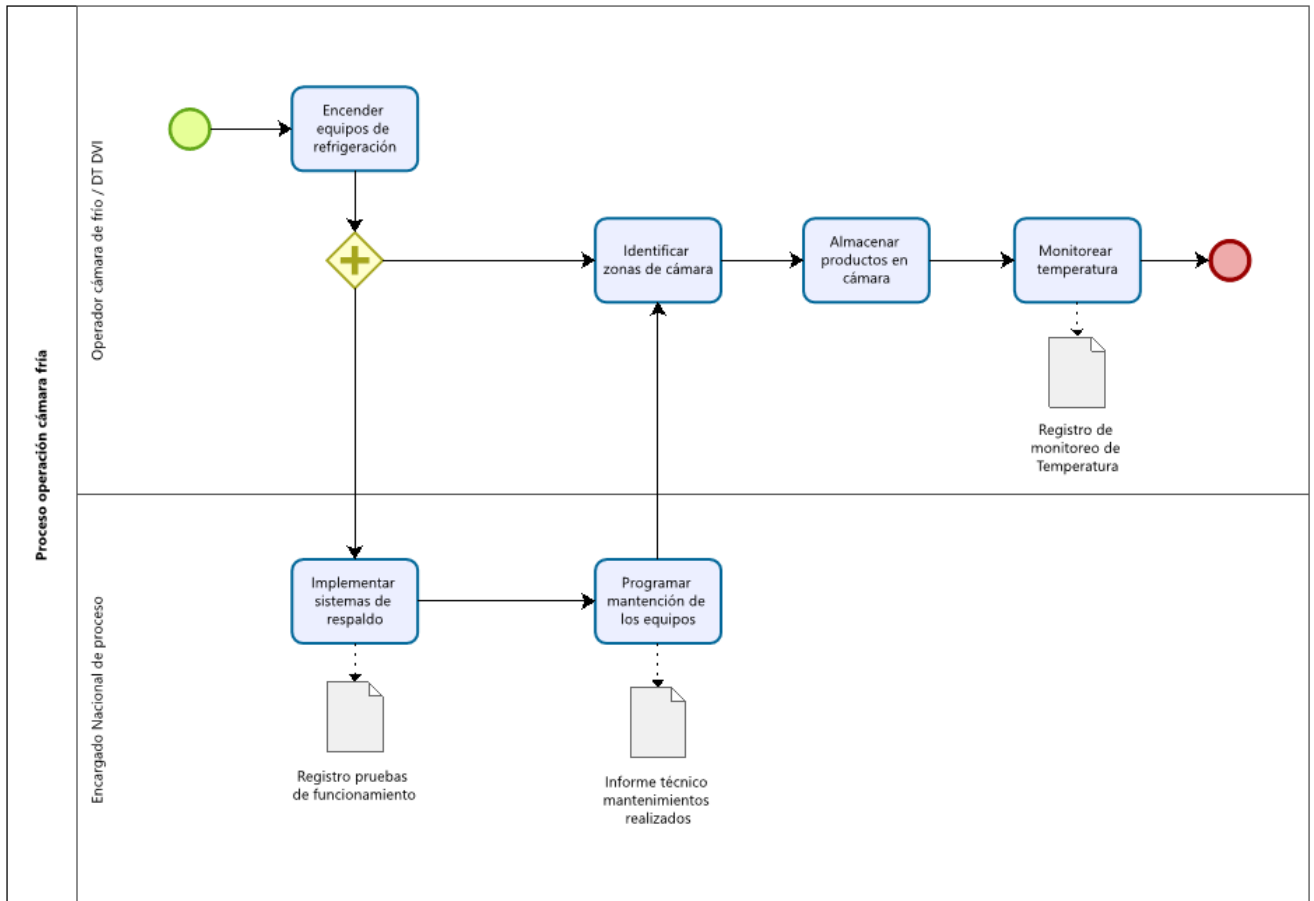 Proceso operación cámara fría
Operador cámara de frío / DT DVI
Encender
equipos de
refrigeración
Identificar
zonas de cámara
Almacenar
productos en
cámara
Monitorear
temperatura
Registro de
monitoreo de
Temperatura
Encargado Nacional de proceso
Implementar
sistemas de
respaldo
Programar
mantención de
los equipos
Registro pruebas
de funcionamiento
Informe técnico
mantenimientos
realizados